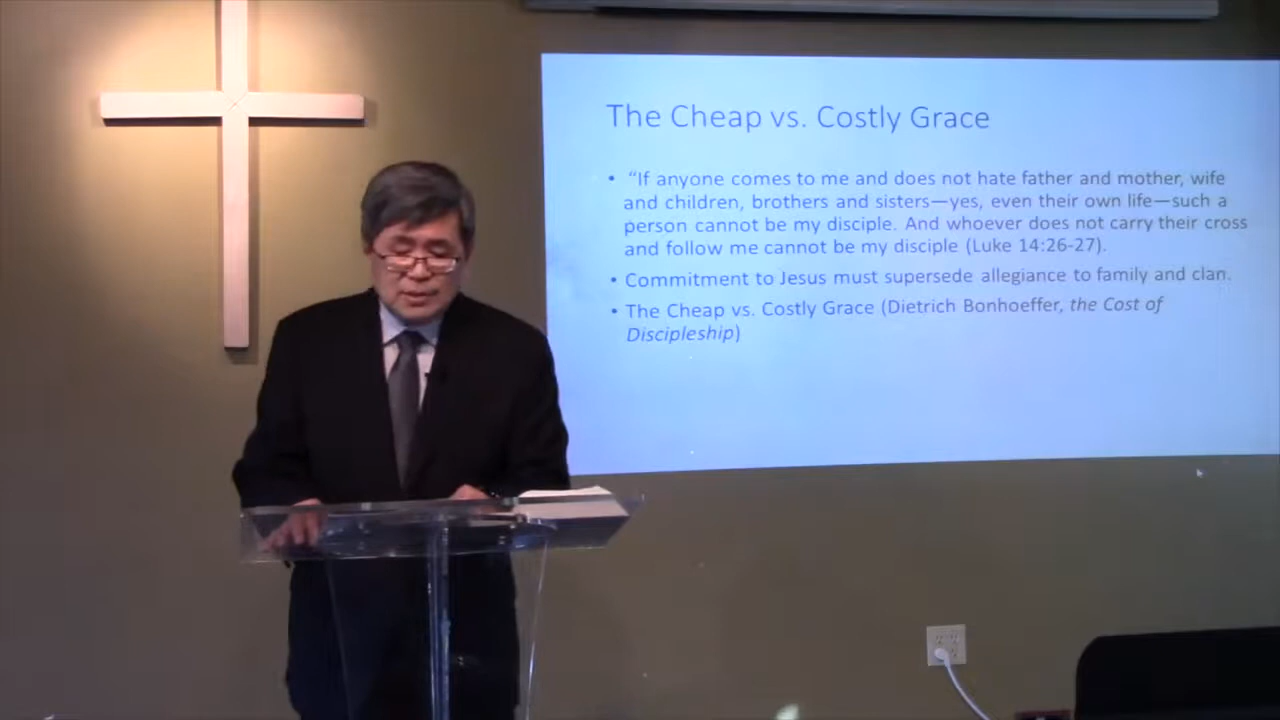 The Cheap vs. Costly Grace
• “If anyone comes to me and does not hate father and mother, wife
and children, brothers and sisters—yes, even their own life—such a
person cannot be my disciple. And whoever does not carry their cross
and follow me cannot be my disciple (Luke 14:26-27).
• Commitment to Jesus must supersede allegiance to family and clan.
• The Cheap vs. Costly Grace (Dietrich Bonhoeffer, the Cost of
Discipleship)